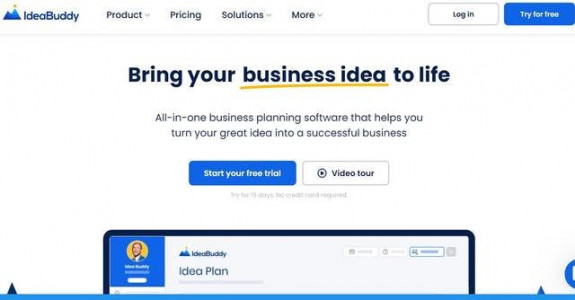 IdeaBuddy Product Pricing Solutions More Log in Try for free
Bring your business idea to life
All-in-one business planning software that helps you
turn your great idea into a successful business
Start your free trial Video tour
Try for 15 days. No credit card required.
IdeaBuddy
Idea Buddy
Idea Plan